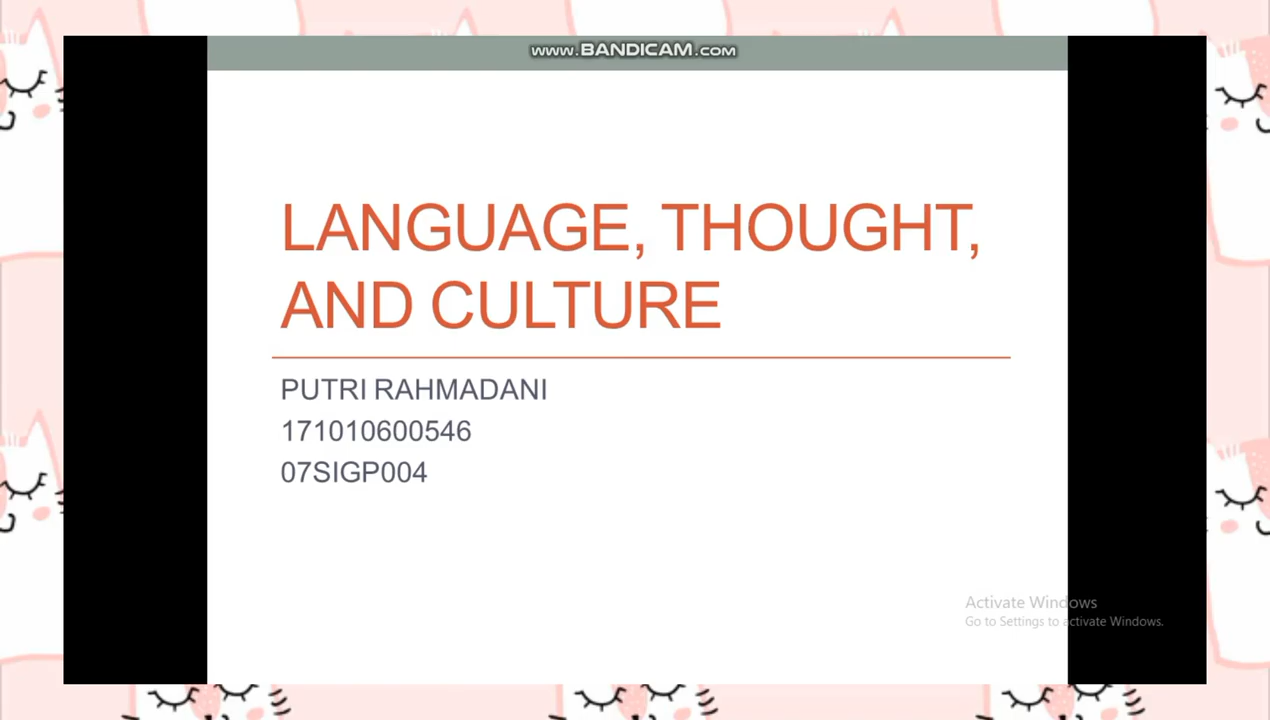 www.BANDICAM.com
LANGUAGE, THOUGHT,
AND CULTURE
PUTRI RAHMADANI
171010600546
07SIGP004
Activate Windows
Go to Settings to activate Windows.